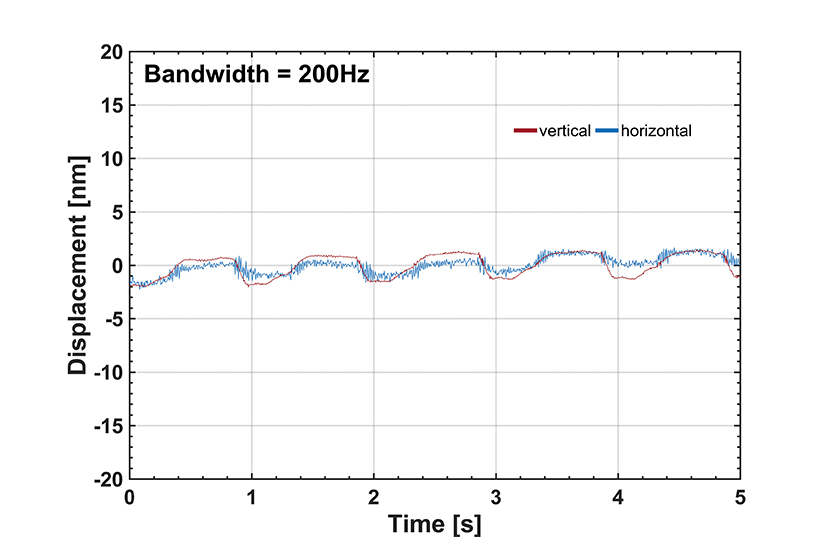 20
Bandwidth = 200Hz
15
vertical horizontal
10
5
0
-5
-10
-15
-20
Displacement [nm]
0 1 2 3 4 5
Time [s]